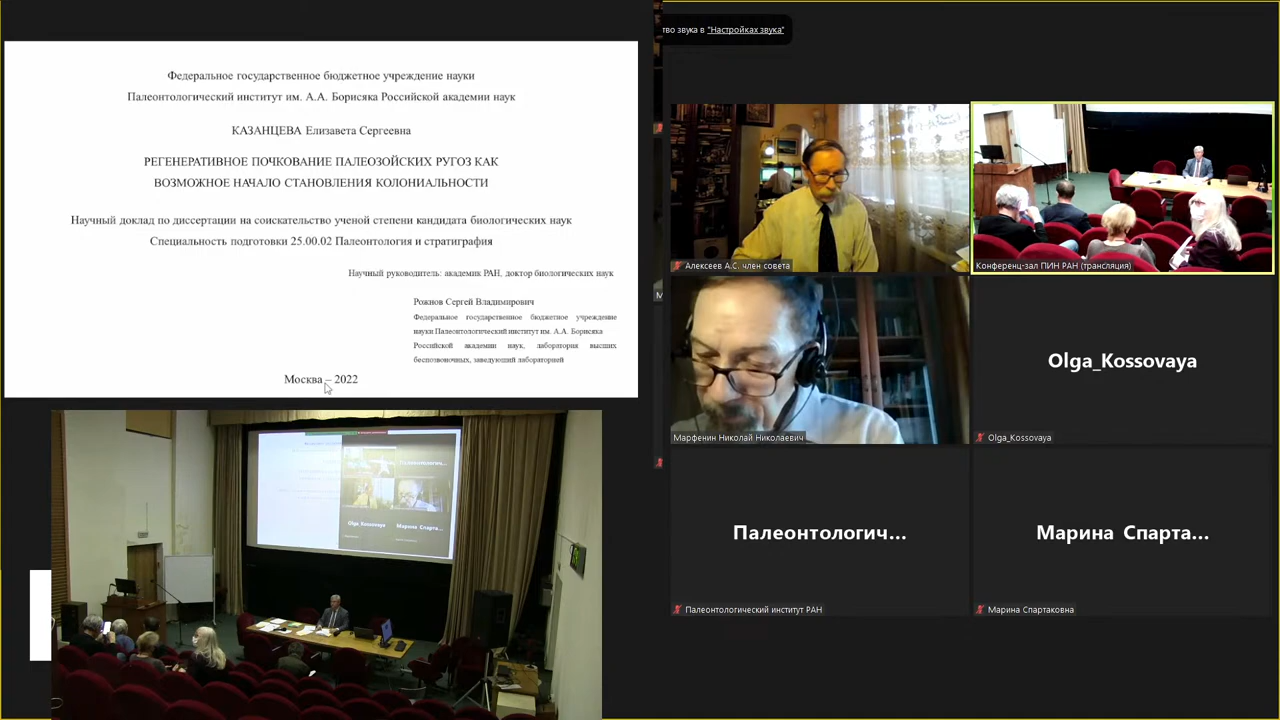 Федеральное государственное бюджетное учреждение науки
Палеонтологический институт им. А.А. Борисяка Российской академии наук
КАЗАНЦЕВА Елизавета Сергеевна
РЕГЕНЕРАТИВНОЕ ПОЧКОВАНИЕ ПАЛЕОЗОЙСКИХ РУГОЗ КАК
ВОЗМОЖНОЕ НАЧАЛО СТАНОВЛЕНИЯ КОЛОНИАЛЬНОСТИ
Научный доклад по диссертации на соискательство ученой степени кандидата биологических наук
Специальность подготовки 25.00.02 Палеонтология и стратиграфия
Научный руководитель: академик РАН, доктор биологических наук
Рожнов Сергей Владимирович
Федеральное государственное бюджетное учреждение
науки Палеонтологический институт им. А.А. Борисяка
Российской академии наук, лаборатория высших
беспозвоночных, заведующий лабораторией
Москва – 2022
тво звука в "Настройках звука"
Алексеев А.С. член совета
Конференц-зал ПИН РАН (трансляция)
Марфенин Николай Николаевич
Olga_Kossovaya
Olga_Kossovaya
Палеонтологич...
Палеонтологический институт РАН
Марина Спарта...
Марина Спартаковна
М
Палеонтологич...
Olga_Kossovaya
Марина Спарта...